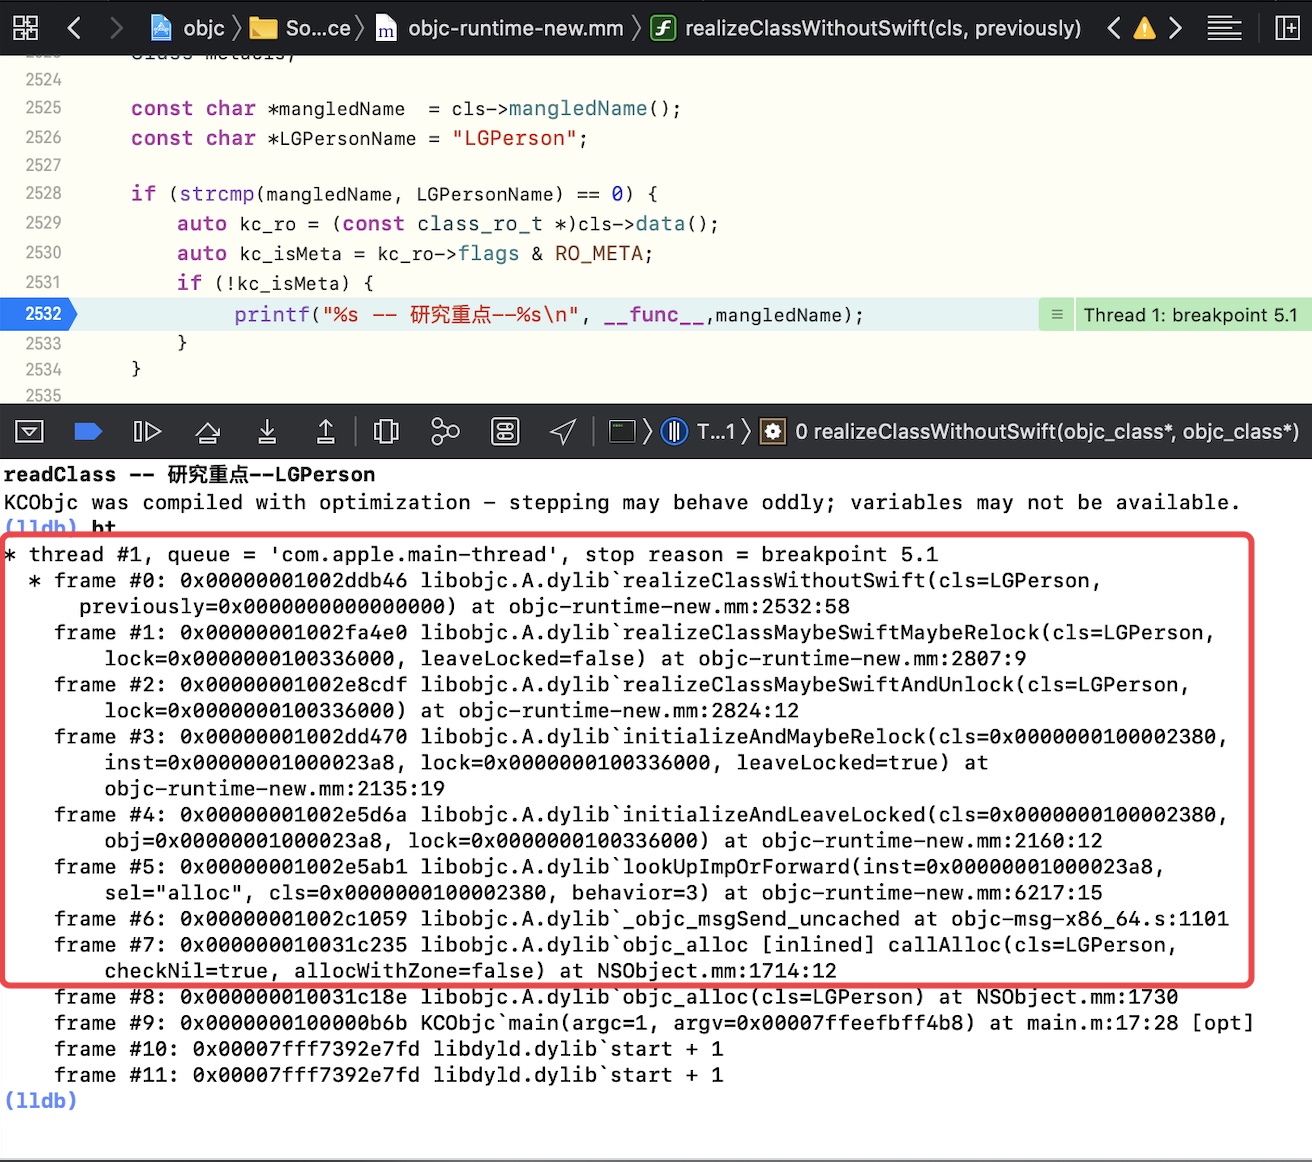 objc So...ce m objc-runtime-new.mm f realizeClassWithoutSwift(cls, previously)
2524
2525 const char *mangledName  = cls->mangledName();
2526 const char *LGPersonName = "LGPerson";
2527
2528 if (strcmp(mangledName, LGPersonName) == 0) {
2529 auto kc_ro = (const class_ro_t *)cls->data();
2530 auto kc_isMeta = kc_ro->flags & RO_META;
2531 if (!kc_isMeta) {
2532 printf("%s -- 研究重点--%s\n", __func__,mangledName); Thread 1: breakpoint 5.1
2533 }
2534 }
2535
T...1 0 realizeClassWithoutSwift(objc_class*, objc_class*)
readClass -- 研究重点--LGPerson
KCObjc was compiled with optimization - stepping may behave oddly; variables may not be available.
(lldb) bt
* thread #1, queue = 'com.apple.main-thread', stop reason = breakpoint 5.1
* frame #0: 0x00000001002ddb46 libobjc.A.dylib`realizeClassWithoutSwift(cls=LGPerson,
previously=0x0000000000000000) at objc-runtime-new.mm:2532:58
frame #1: 0x00000001002fa4e0 libobjc.A.dylib`realizeClassMaybeSwiftMaybeRelock(cls=LGPerson,
lock=0x0000000100336000, leaveLocked=false) at objc-runtime-new.mm:2807:9
frame #2: 0x00000001002e8cdf libobjc.A.dylib`realizeClassMaybeSwiftAndUnlock(cls=LGPerson,
lock=0x0000000100336000) at objc-runtime-new.mm:2824:12
frame #3: 0x00000001002dd470 libobjc.A.dylib`initializeAndMaybeRelock(cls=0x0000000100002380,
inst=0x00000001000023a8, lock=0x0000000100336000, leaveLocked=true) at
objc-runtime-new.mm:2135:19
frame #4: 0x00000001002e5d6a libobjc.A.dylib`initializeAndLeaveLocked(cls=0x0000000100002380,
obj=0x00000001000023a8, lock=0x0000000100336000) at objc-runtime-new.mm:2160:12
frame #5: 0x00000001002e5ab1 libobjc.A.dylib`lookUpImpOrForward(inst=0x00000001000023a8,
sel="alloc", cls=0x0000000100002380, behavior=3) at objc-runtime-new.mm:6217:15
frame #6: 0x00000001002c1059 libobjc.A.dylib`_objc_msgSend_uncached at objc-msg-x86_64.s:1101
frame #7: 0x000000010031c235 libobjc.A.dylib`objc_alloc [inlined] callAlloc(cls=LGPerson,
checkNil=true, allocWithZone=false) at NSObject.mm:1714:12
frame #8: 0x000000010031c18e libobjc.A.dylib`objc_alloc(cls=LGPerson) at NSObject.mm:1730
frame #9: 0x0000000100000b6b KCObjc`main(argc=1, argv=0x00007ffeefbff4b8) at main.m:17:28 [opt]
frame #10: 0x00007fff7392e7fd libdyld.dylib`start + 1
frame #11: 0x00007fff7392e7fd libdyld.dylib`start + 1
(lldb)